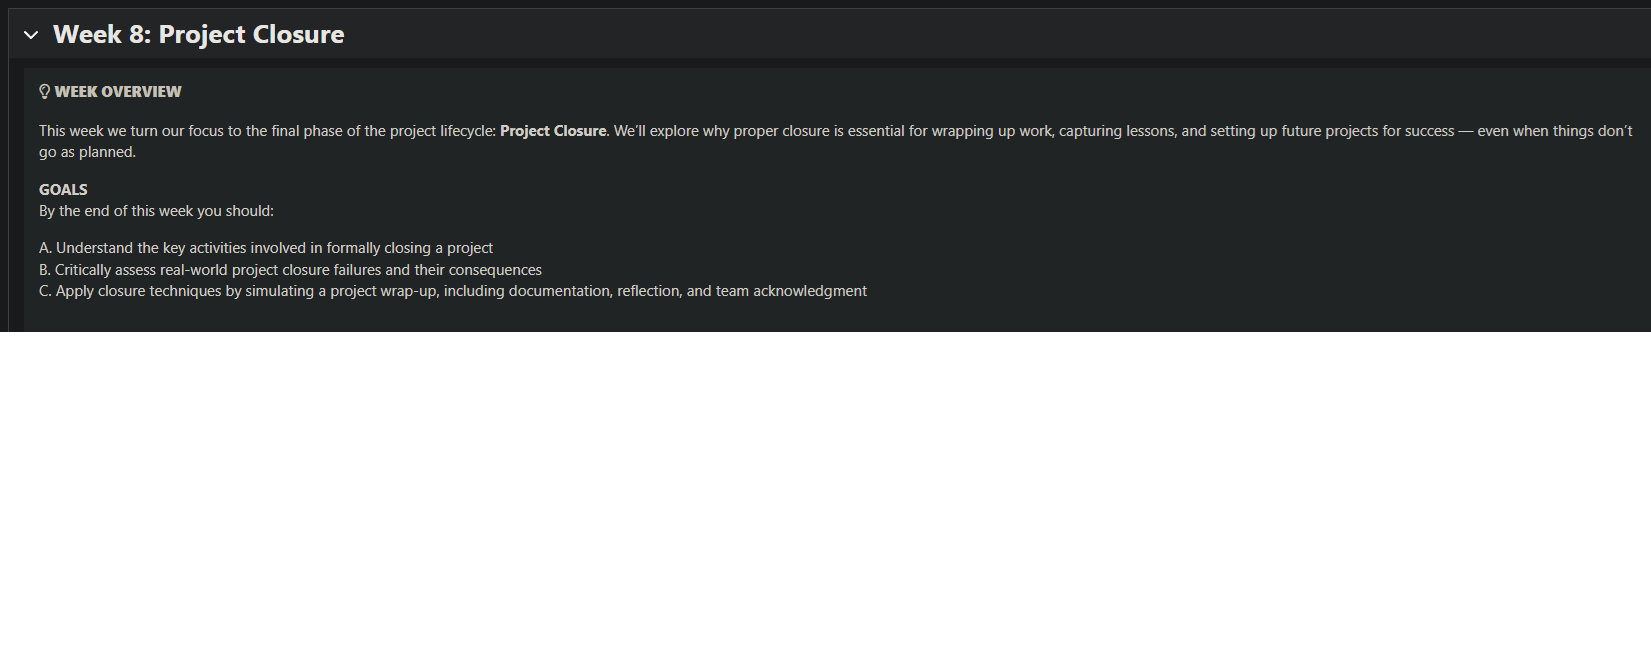 Week 8: Project Closure
WEEK OVERVIEW
This week we turn our focus to the final phase of the project lifecycle: Project Closure. We’ll explore why proper closure is essential for wrapping up work, capturing lessons, and setting up future projects for success — even when things don’t
go as planned.
GOALS
By the end of this week you should:
A. Understand the key activities involved in formally closing a project
B. Critically assess real-world project closure failures and their consequences
C. Apply closure techniques by simulating a project wrap-up, including documentation, reflection, and team acknowledgment